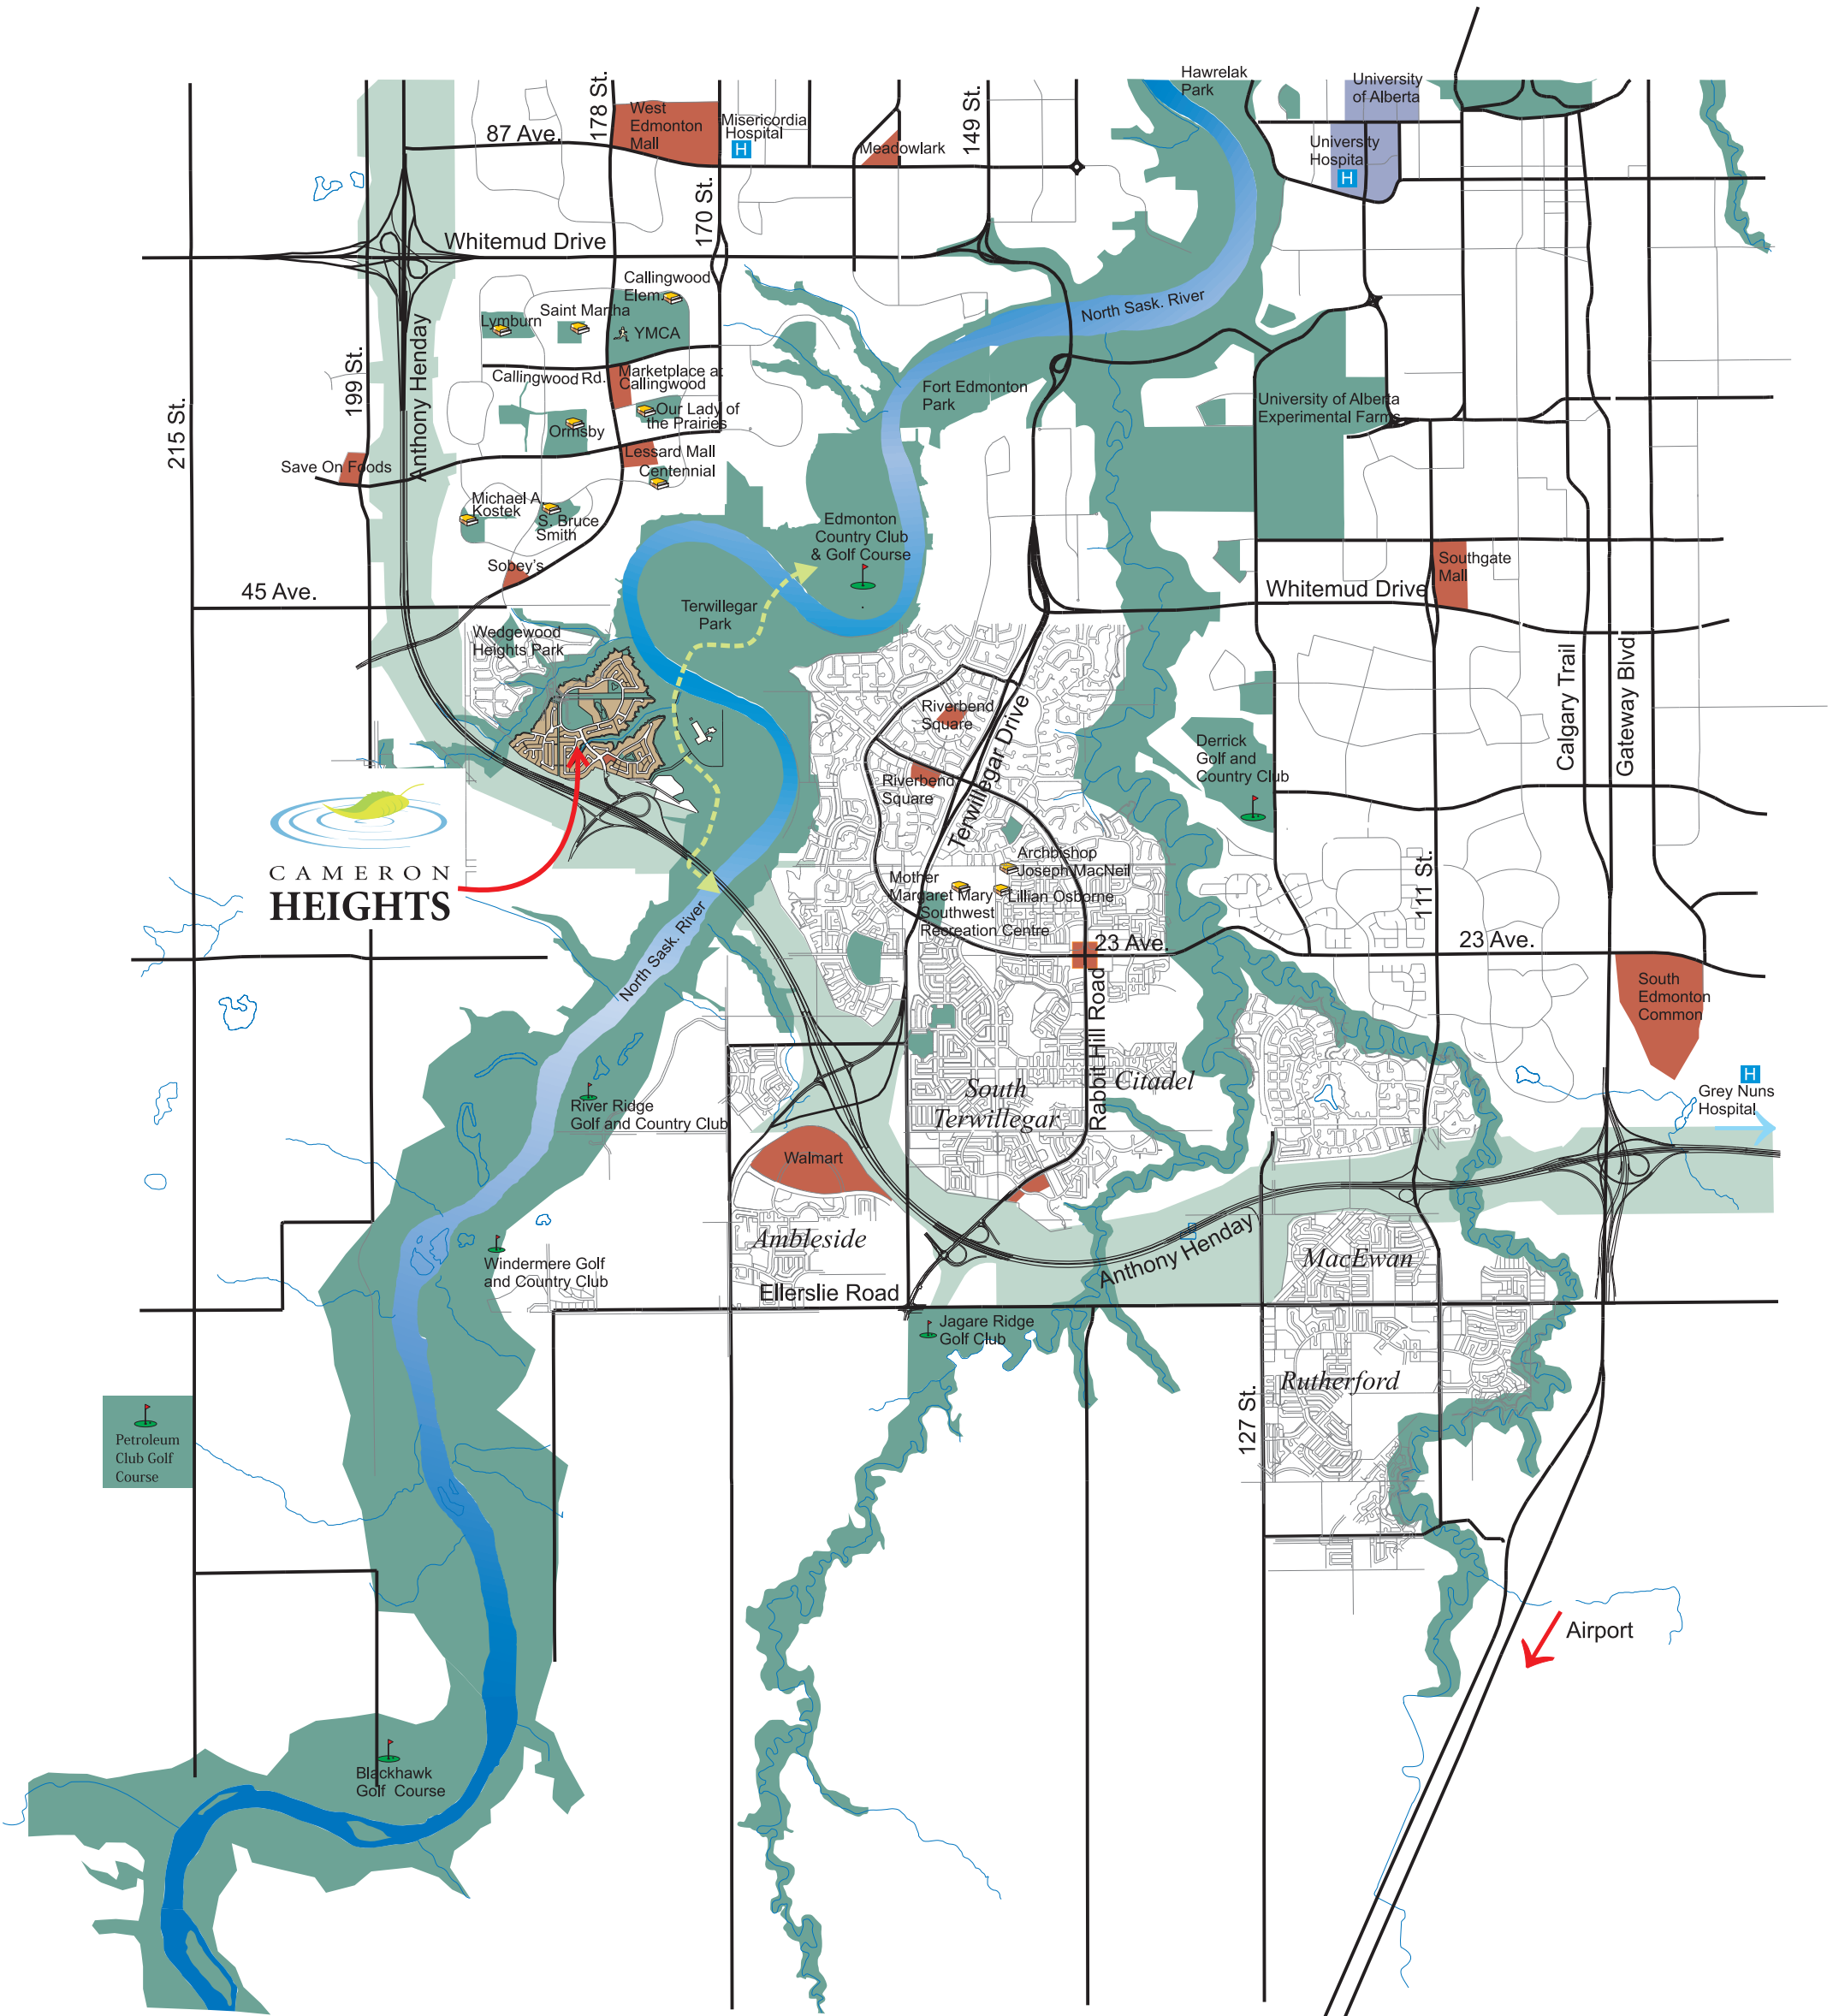 Hawrelak
Park
University
of Alberta
178 St.
West
Edmonton
Mall
Misericordia
Hospital
H
149 St.
87 Ave.
Meadowlark
University
Hospital
H
170 St.
Whitemud Drive
Callingwood
Elem.
Saint Martha
Lymburn
YMCA
North Sask. River
199 St.
Anthony Henday
Callingwood Rd.
Marketplace at
Callingwood
Fort Edmonton
Park
University of Alberta
Experimental Farms
215 St.
Our Lady of
the Prairies
Ormsby
Lessard Mall
Save On Foods
Centennial
Michael A.
Kostek
S. Bruce
Smith
Edmonton
Country Club
& Golf Course
Sobey's
Southgate
Mall
45 Ave.
Whitemud Drive
Terwillegar
Park
Wedgewood
Heights Park
Calgary Trail
Gateway Blvd
Riverbend
Square
Terwillegar Drive
Derrick
Golf and
Country Club
Riverbend
Square
CAMERON
HEIGHTS
Archbishop
Joseph MacNeil
Mother
Margaret Mary
Lillian Osborne
Southwest
Recreation Centre
111 St.
23 Ave.
23 Ave.
North Sask. River
South
Edmonton
Common
Rabbit Hill Road
Citadel
South
Terwillegar
H
Grey Nuns
Hospital
River Ridge
Golf and Country Club
Walmart
Ambleside
Anthony Henday
MacEwan
Windermere Golf
and Country Club
Ellerslie Road
Jagare Ridge
Golf Club
Rutherford
127 St.
Petroleum
Club Golf
Course
Airport
Blackhawk
Golf Course